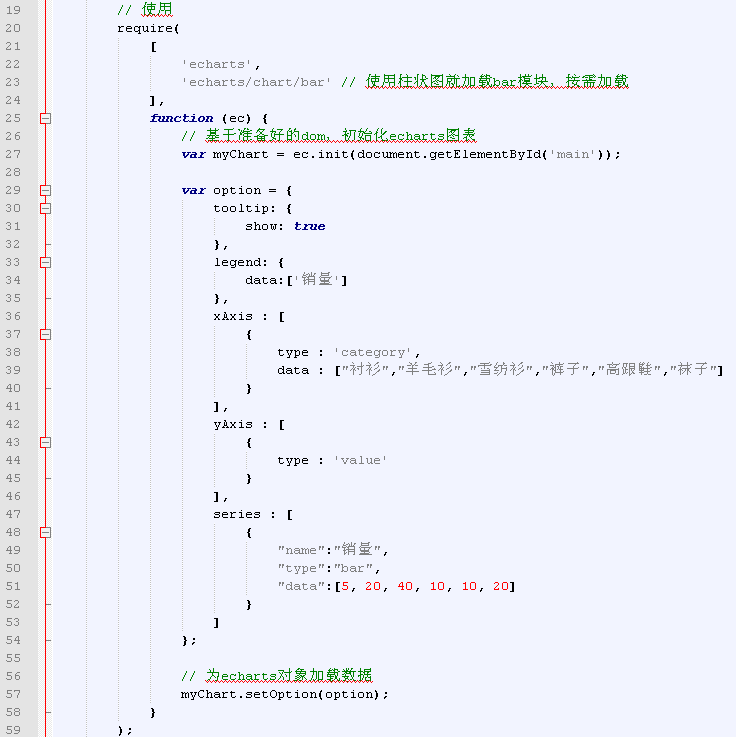 19 // 使用
20 require(
21 [
22 'echarts',
23 'echarts/chart/bar' // 使用柱状图就加载bar模块，按需加载
24 ],
25 function (ec) {
26 // 基于准备好的dom，初始化echarts图表
27 var myChart = ec.init(document.getElementById('main'));
28
29 var option = {
30 tooltip: {
31 show: true
32 },
33 legend: {
34 data:['销量']
35 },
36 xAxis : [
37 {
38 type : 'category',
39 data : ["衬衫","羊毛衫","雪纺衫","裤子","高跟鞋","袜子"]
40 }
41 ],
42 yAxis : [
43 {
44 type : 'value'
45 }
46 ],
47 series : [
48 {
49 "name":"销量",
50 "type":"bar",
51 "data":[5, 20, 40, 10, 10, 20]
52 }
53 ]
54 };
55
56 // 为echarts对象加载数据
57 myChart.setOption(option);
58 }
59 );